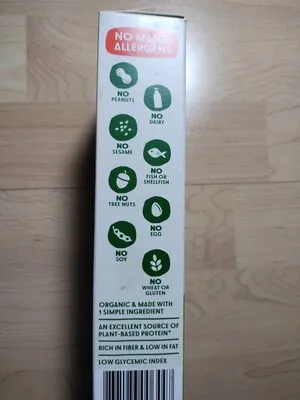 NO MAJOR
ALLERGENS
NO
PEANUTS
NO
DAIRY
NO
SESAME
NO
FISH OR
SHELLFISH
NO
TREE NUTS
NO
EGG
NO
SOY
NO
WHEAT OR
GLUTEN
ORGANIC & MADE WITH
1 SIMPLE INGREDIENT
AN EXCELLENT SOURCE OF
PLANT-BASED PROTEIN*
RICH IN FIBER & LOW IN FAT
LOW GLYCEMIC INDEX